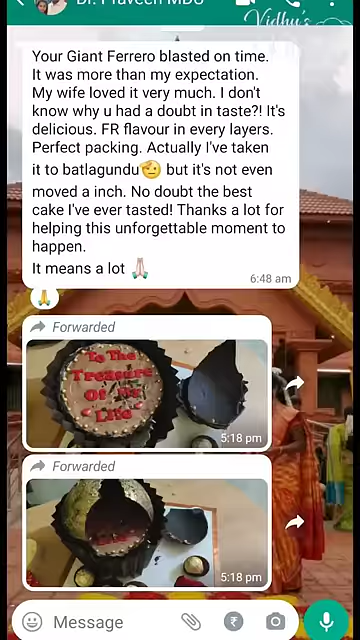 Dr. Praveen MDU
Vidhu's
Your Giant Ferrero blasted on time.
It was more than my expectation.
My wife loved it very much. I don't
know why u had a doubt in taste?! It's
delicious. FR flavour in every layers.
Perfect packing. Actually I've taken
it to batlagundu🤕 but it's not even
moved a inch. No doubt the best
cake I've ever tasted! Thanks a lot for
helping this unforgettable moment to
happen.
It means a lot 🙏🏻
6:48 am
🙏
Forwarded
To The
Treasure
Of
Life
5:18 pm
Forwarded
5:18 pm
Message